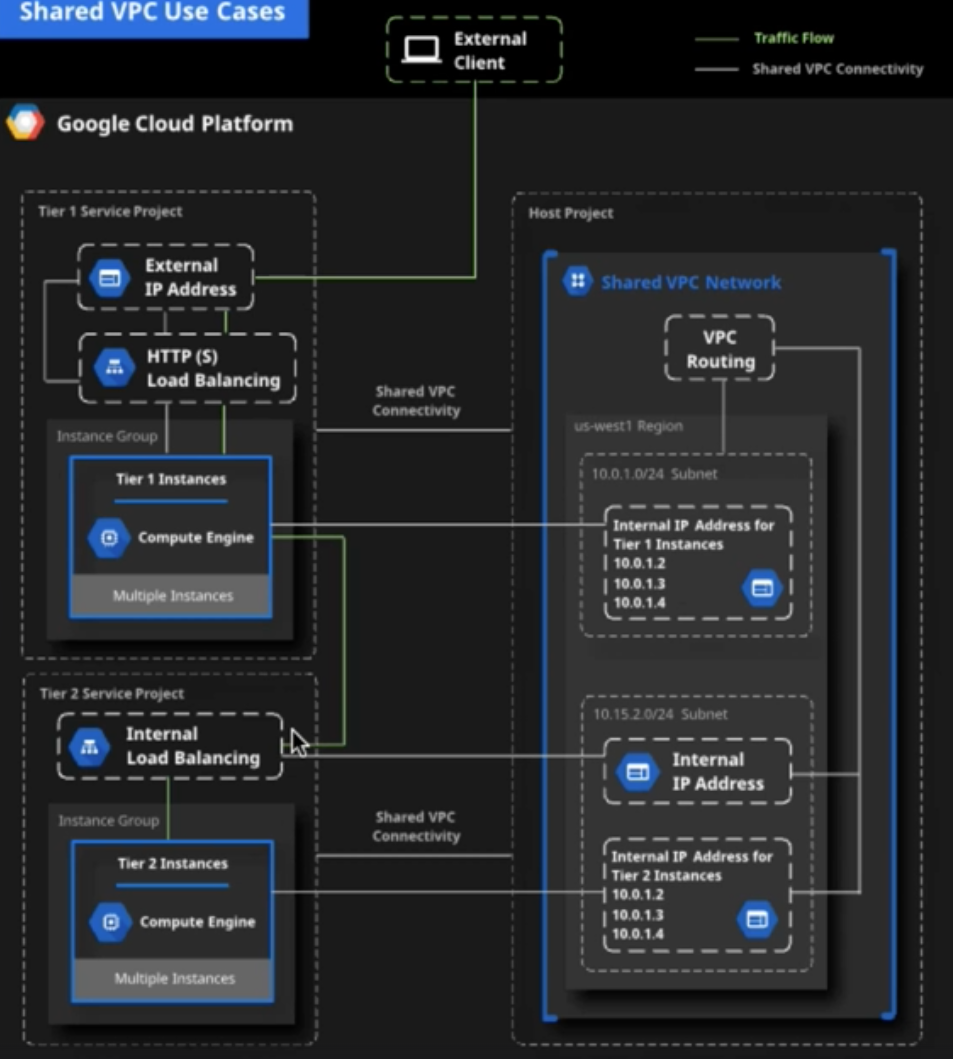 Shared VPC Use Cases
External
Client
Traffic Flow
Shared VPC Connectivity
Google Cloud Platform
Tier 1 Service Project
External
IP Address
HTTP (S)
Load Balancing
Instance Group
Tier 1 Instances
Compute Engine
Multiple Instances
Shared VPC
Connectivity
Tier 2 Service Project
Internal
Load Balancing
Instance Group
Tier 2 Instances
Compute Engine
Multiple Instances
Shared VPC
Connectivity
Host Project
Shared VPC Network
VPC
Routing
us-west1 Region
10.0.1.0/24 Subnet
Internal IP Address for
Tier 1 Instances
10.0.1.2
10.0.1.3
10.0.1.4
10.15.2.0/24 Subnet
Internal
IP Address
Internal IP Address for
Tier 2 Instances
10.0.1.2
10.0.1.3
10.0.1.4